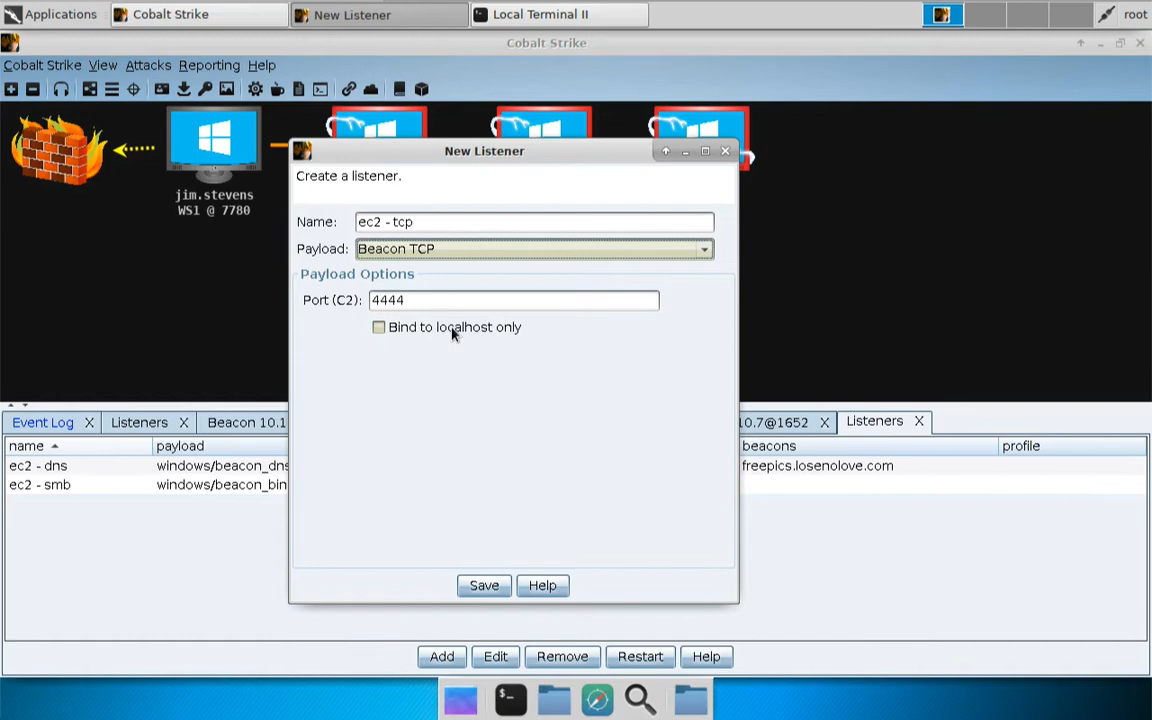 Applications
Cobalt Strike
New Listener
Local Terminal II
root
Cobalt Strike
Cobalt Strike View Attacks Reporting Help
jim.stevens
WS1 @ 7780
New Listener
Create a listener.
Name: ec2 - tcp
Payload: Beacon TCP
Payload Options
Port (C2): 4444
Bind to localhost only
Save
Help
Event Log X
Listeners X
Beacon 10.1
0.7@1652 X
Listeners X
name payload beacons profile
ec2 - dns windows/beacon_dns freepics.losenolove.com
ec2 - smb windows/beacon_bin
Add Edit Remove Restart Help